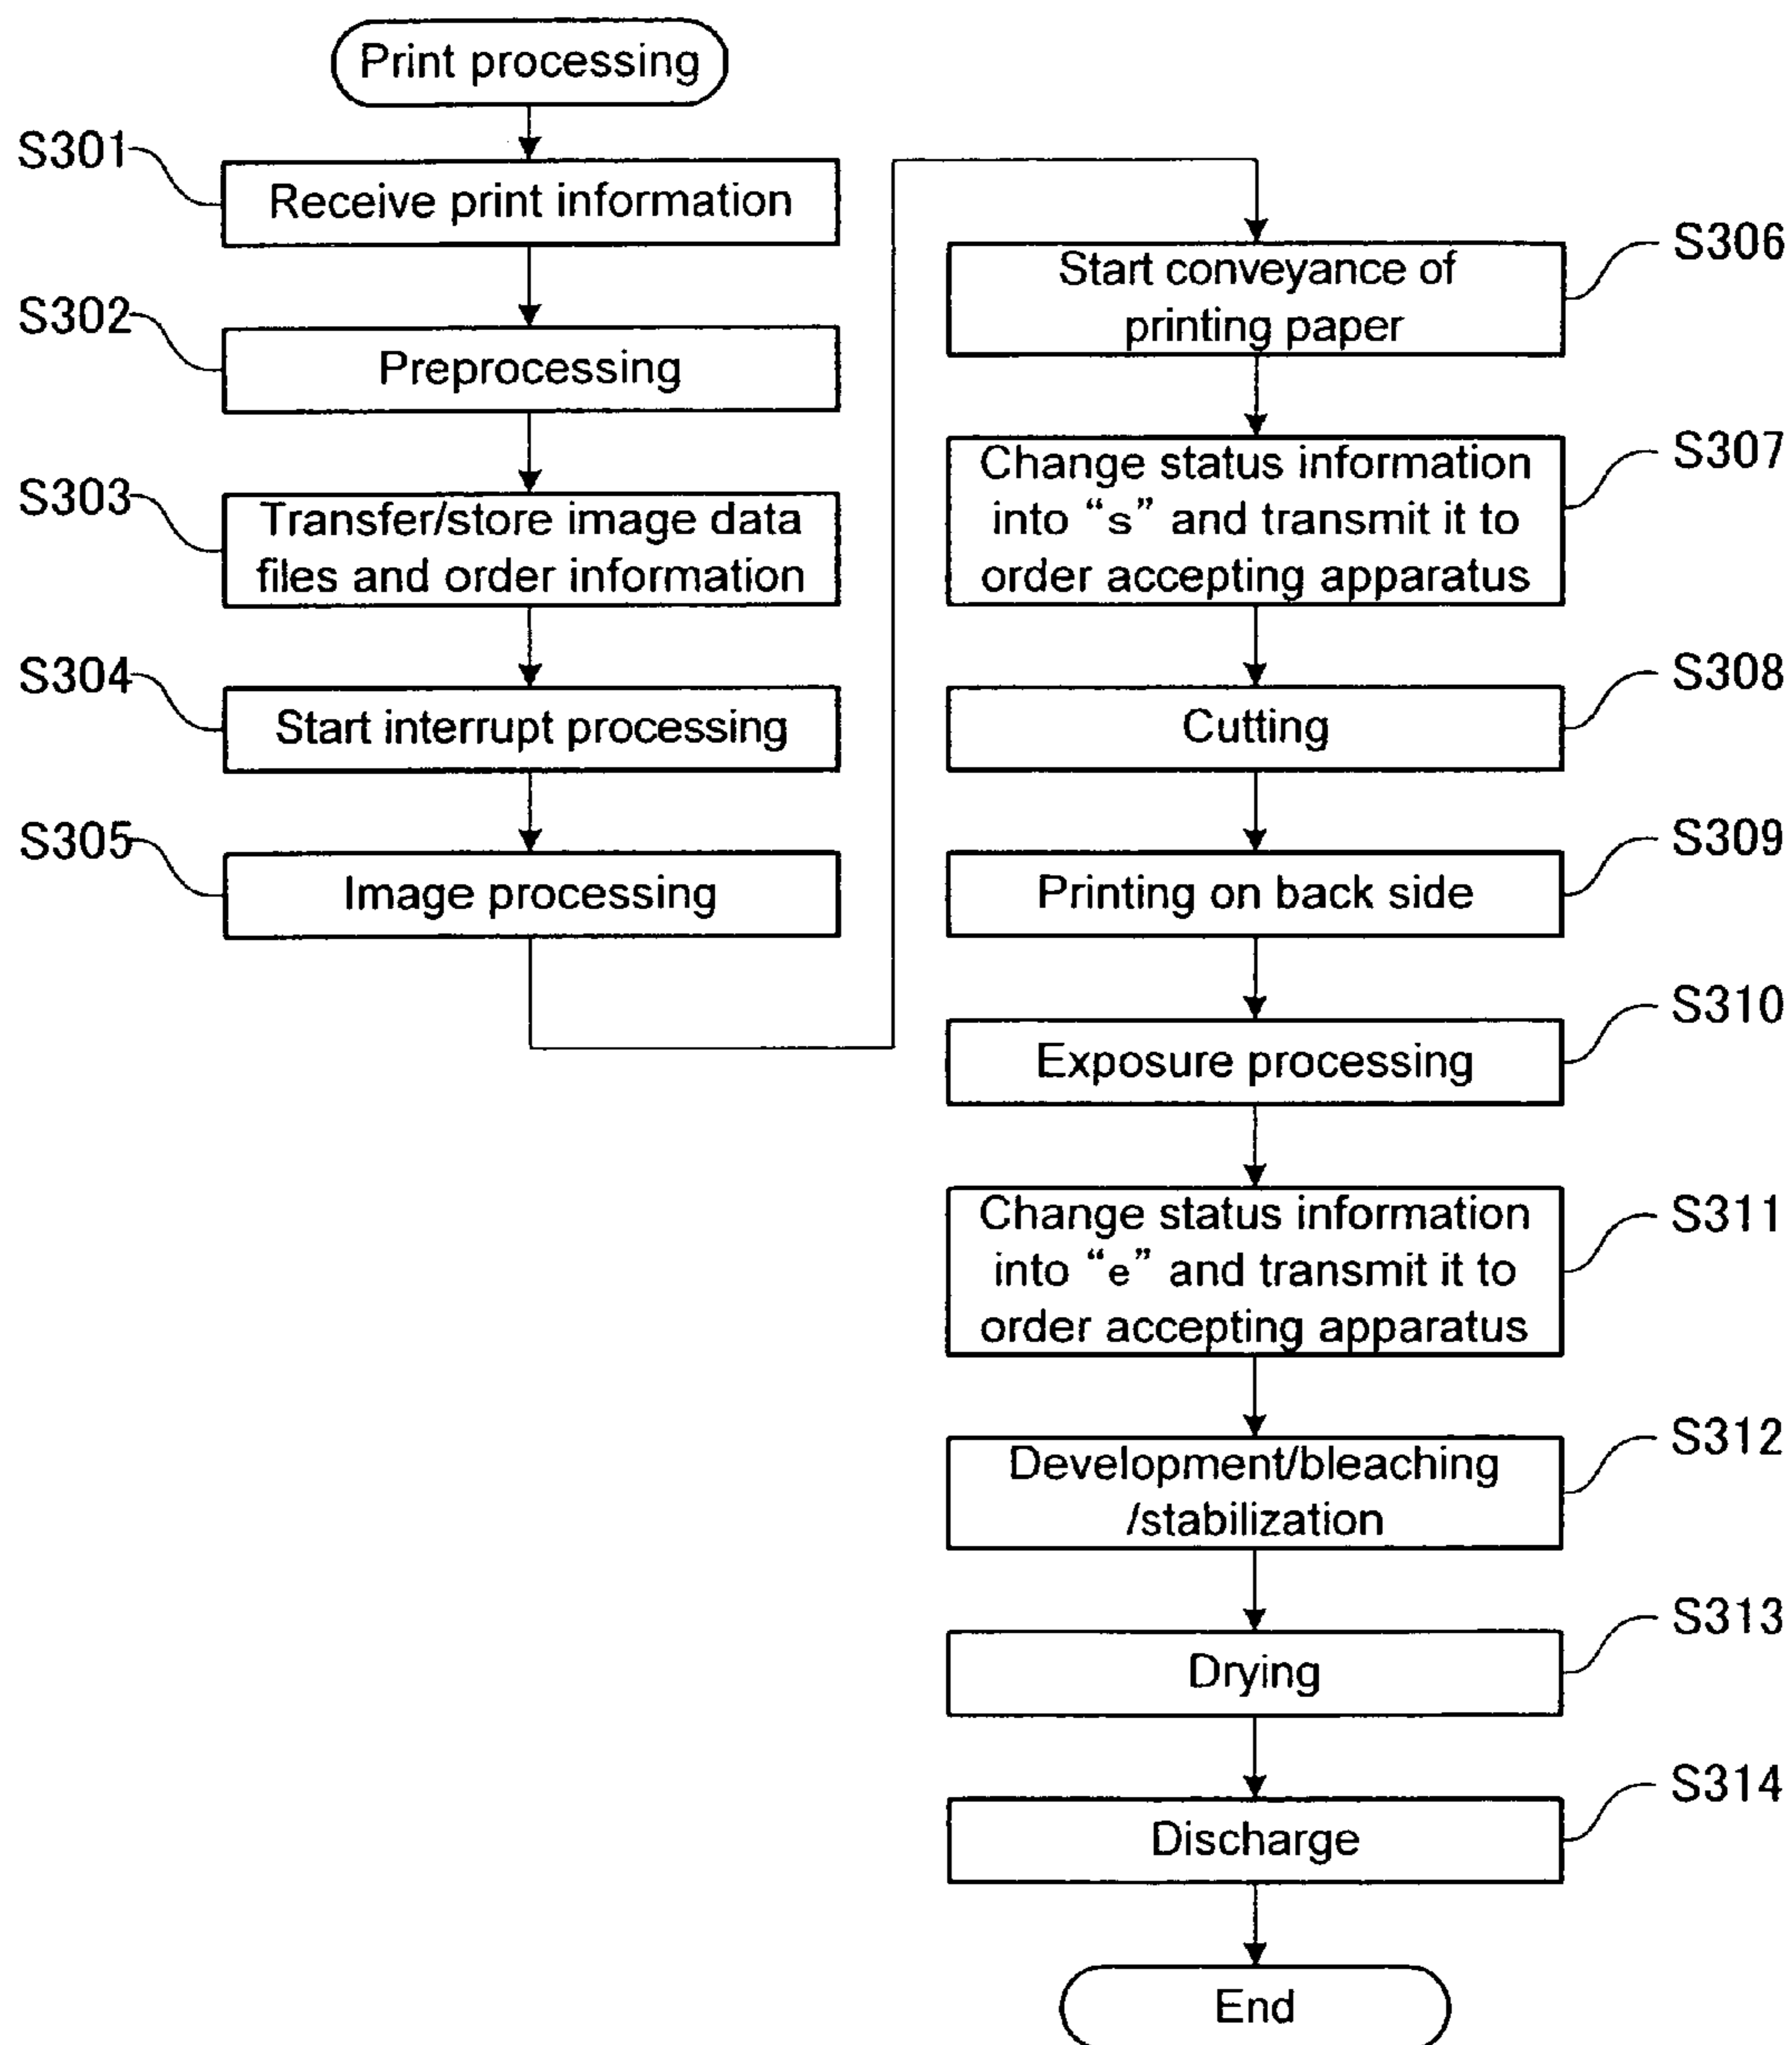 Print processing
S301
Receive print information
S302
Preprocessing
S303
Transfer/store image data
files and order information
S304
Start interrupt processing
S305
Image processing
S306
Start conveyance of
printing paper
S307
Change status information
into “s” and transmit it to
order accepting apparatus
S308
Cutting
S309
Printing on back side
S310
Exposure processing
S311
Change status information
into “e” and transmit it to
order accepting apparatus
S312
Development/bleaching
/stabilization
S313
Drying
S314
Discharge
End